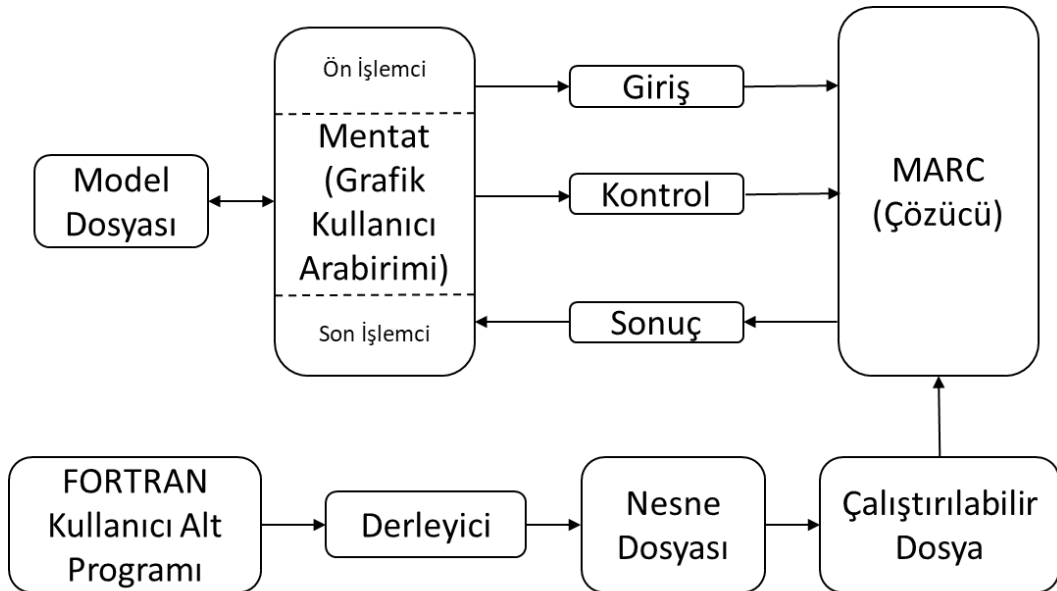 Ön İşlemci
Mentat
(Grafik
Kullanıcı
Arabirimi)
Son İşlemci
Model
Dosyası
Giriş
Kontrol
Sonuç
MARC
(Çözücü)
FORTRAN
Kullanıcı Alt
Programı
Derleyici
Nesne
Dosyası
Çalıştırılabilir
Dosya